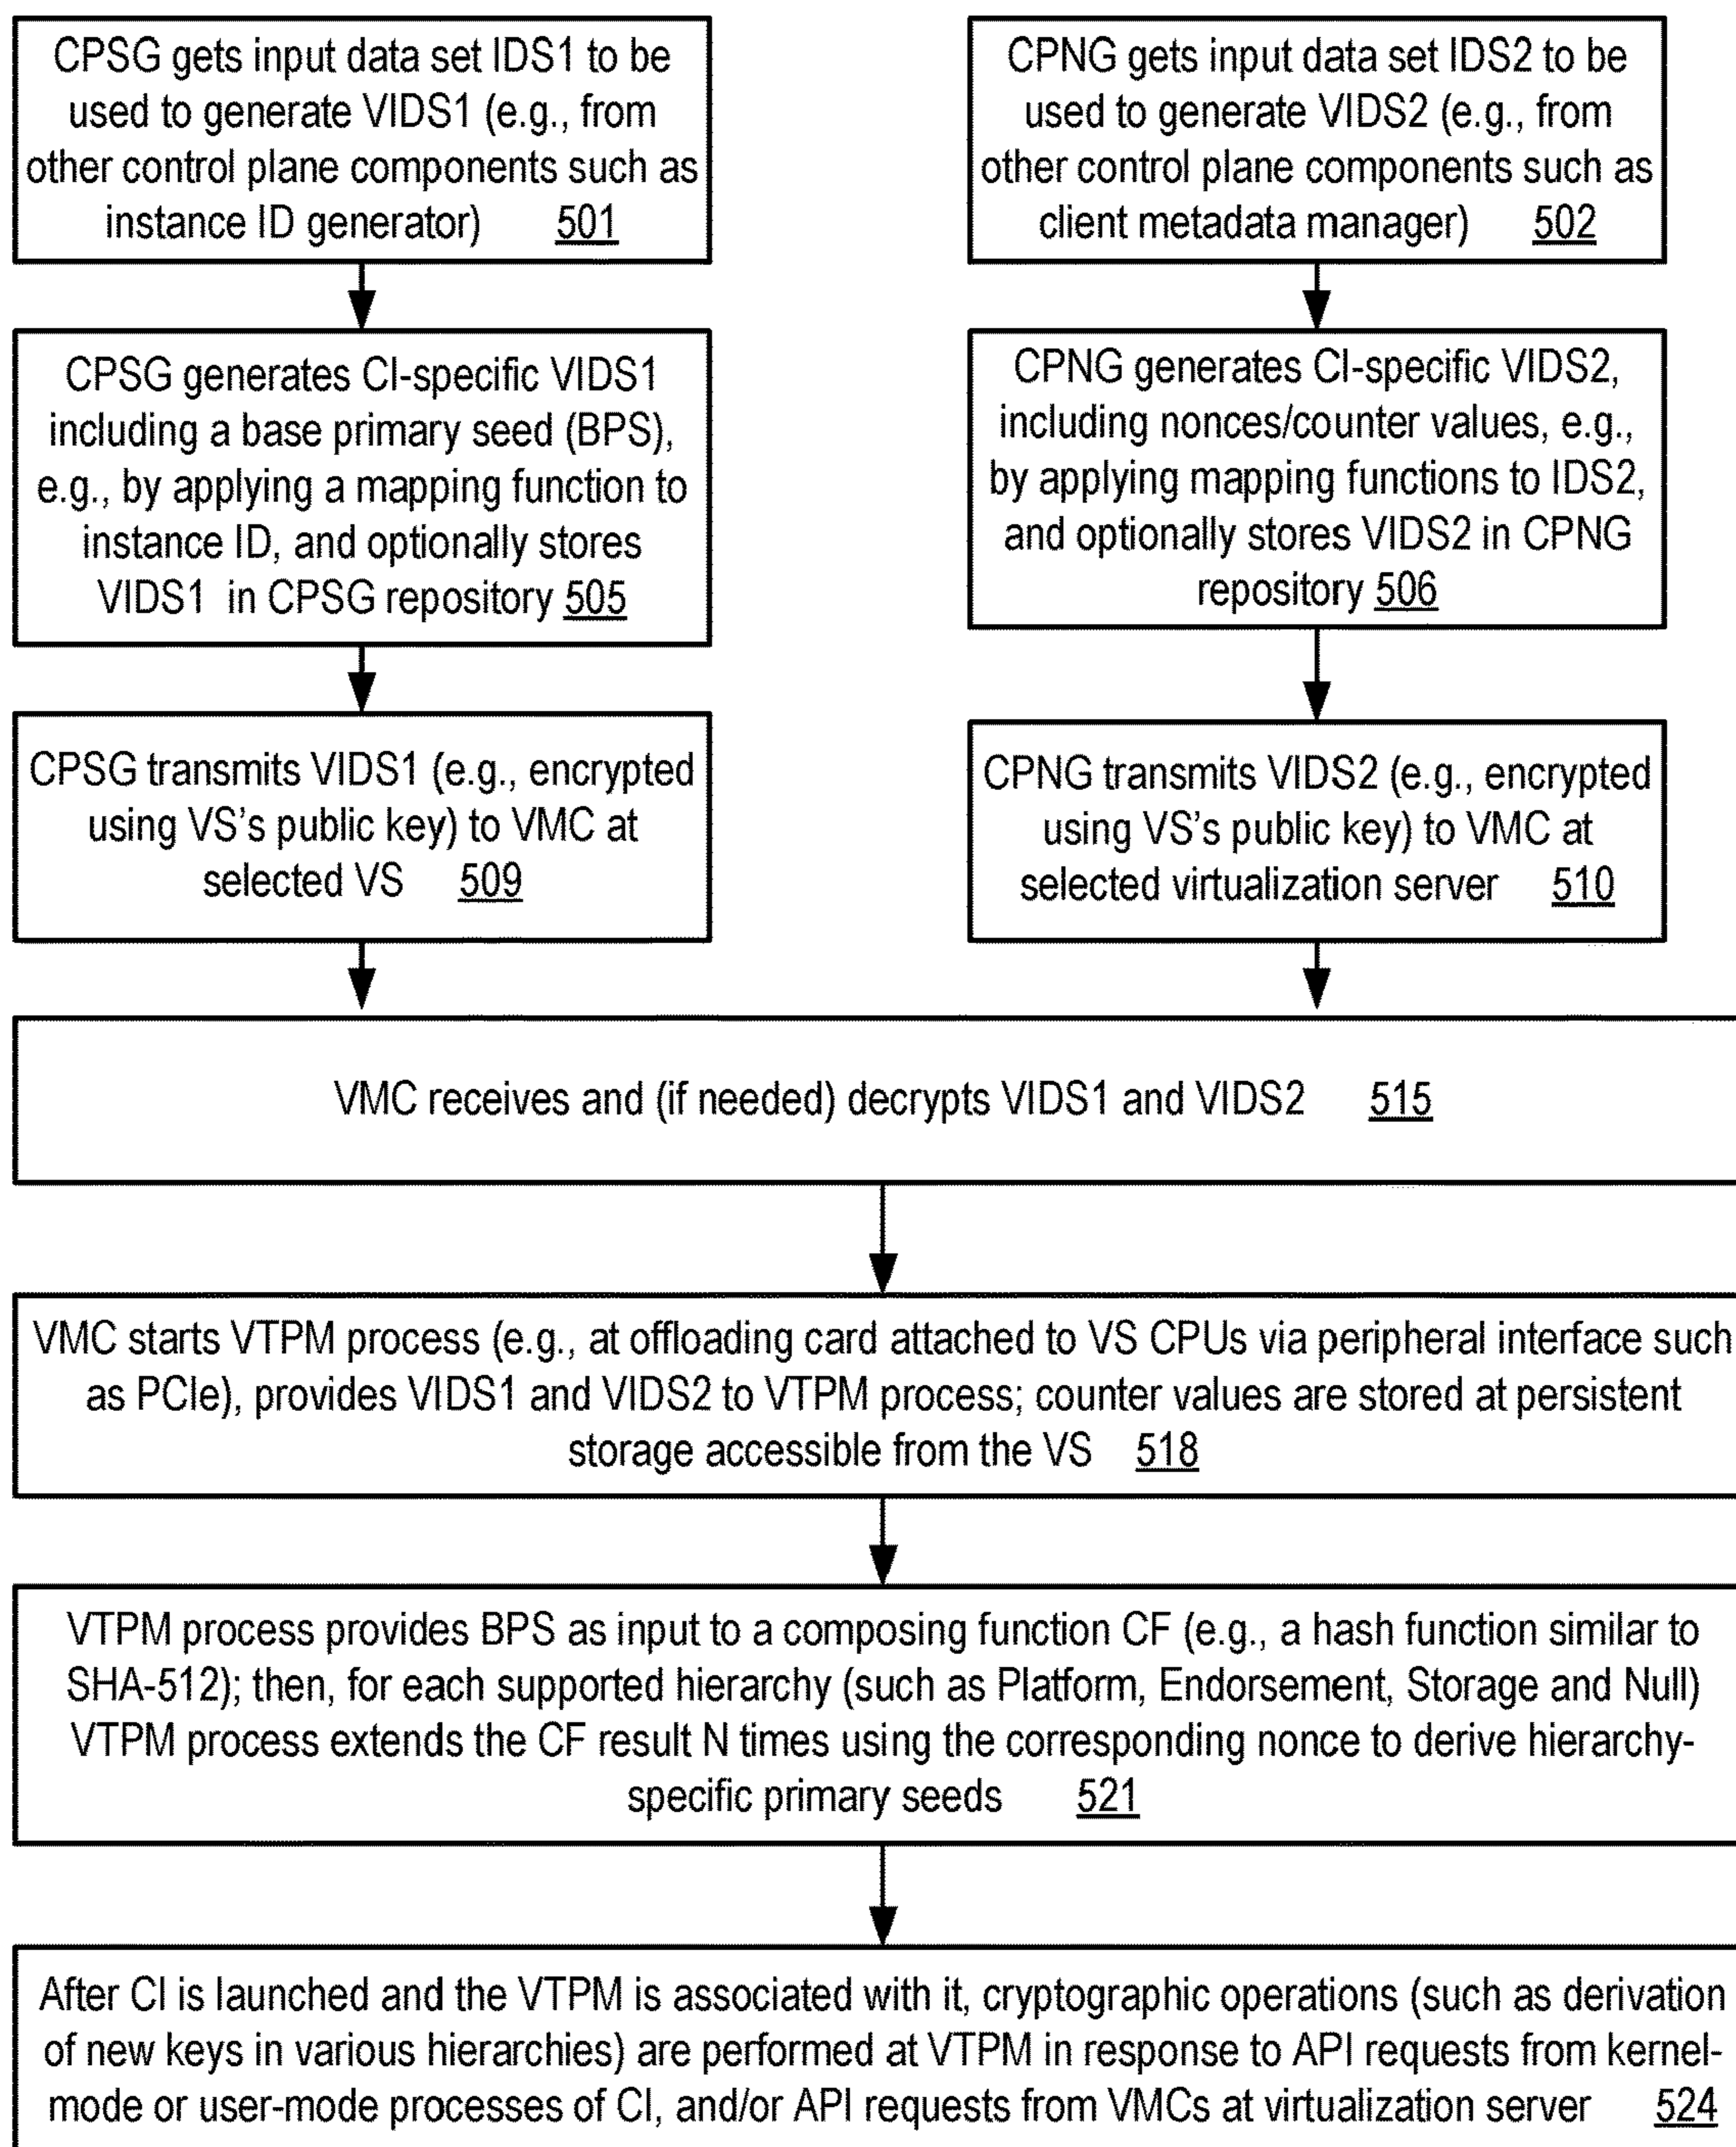 CPSG gets input data set IDS1 to be
used to generate VIDS1 (e.g., from
other control plane components such as
instance ID generator) 501
CPNG gets input data set IDS2 to be
used to generate VIDS2 (e.g., from
other control plane components such as
client metadata manager) 502
CPSG generates CI-specific VIDS1
including a base primary seed (BPS),
e.g., by applying a mapping function to
instance ID, and optionally stores
VIDS1 in CPSG repository 505
CPNG generates CI-specific VIDS2,
including nonces/counter values, e.g.,
by applying mapping functions to IDS2,
and optionally stores VIDS2 in CPNG
repository 506
CPSG transmits VIDS1 (e.g., encrypted
using VS's public key) to VMC at
selected VS 509
CPNG transmits VIDS2 (e.g., encrypted
using VS's public key) to VMC at
selected virtualization server 510
VMC receives and (if needed) decrypts VIDS1 and VIDS2 515
VMC starts VTPM process (e.g., at offloading card attached to VS CPUs via peripheral interface such
as PCIe), provides VIDS1 and VIDS2 to VTPM process; counter values are stored at persistent
storage accessible from the VS 518
VTPM process provides BPS as input to a composing function CF (e.g., a hash function similar to
SHA-512); then, for each supported hierarchy (such as Platform, Endorsement, Storage and Null)
VTPM process extends the CF result N times using the corresponding nonce to derive hierarchy-
specific primary seeds 521
After CI is launched and the VTPM is associated with it, cryptographic operations (such as derivation
of new keys in various hierarchies) are performed at VTPM in response to API requests from kernel-
mode or user-mode processes of CI, and/or API requests from VMCs at virtualization server 524